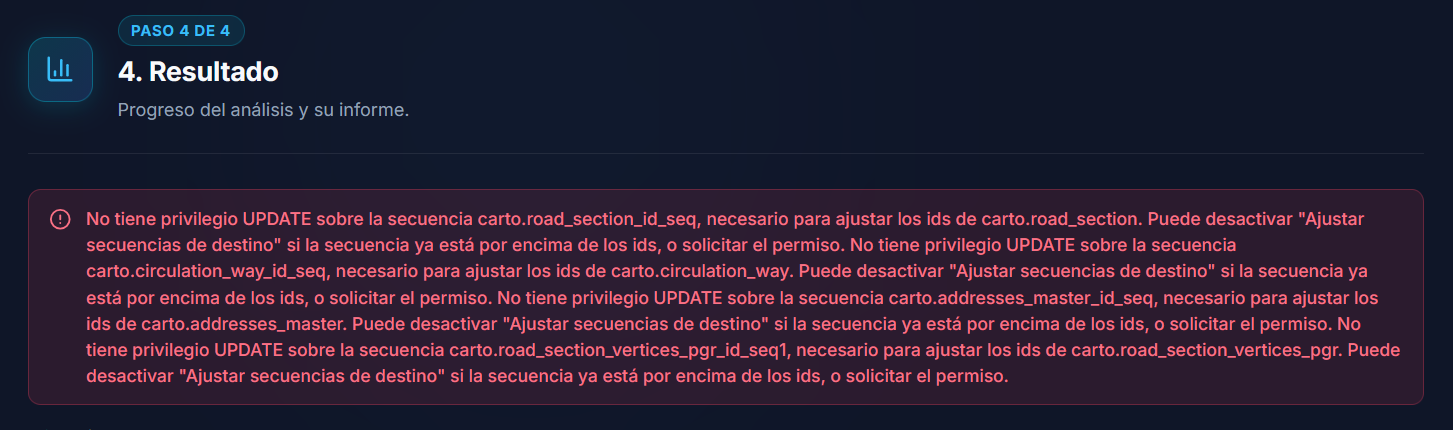 PASO 4 DE 4
4. Resultado
Progreso del análisis y su informe.
No tiene privilegio UPDATE sobre la secuencia carto.road_section_id_seq, necesario para ajustar los ids de carto.road_section. Puede desactivar "Ajustar
secuencias de destino" si la secuencia ya está por encima de los ids, o solicitar el permiso. No tiene privilegio UPDATE sobre la secuencia
carto.circulation_way_id_seq, necesario para ajustar los ids de carto.circulation_way. Puede desactivar "Ajustar secuencias de destino" si la secuencia ya
está por encima de los ids, o solicitar el permiso. No tiene privilegio UPDATE sobre la secuencia carto.addresses_master_id_seq, necesario para ajustar los
ids de carto.addresses_master. Puede desactivar "Ajustar secuencias de destino" si la secuencia ya está por encima de los ids, o solicitar el permiso. No
tiene privilegio UPDATE sobre la secuencia carto.road_section_vertices_pgr_id_seq1, necesario para ajustar los ids de carto.road_section_vertices_pgr. Puede
desactivar "Ajustar secuencias de destino" si la secuencia ya está por encima de los ids, o solicitar el permiso.